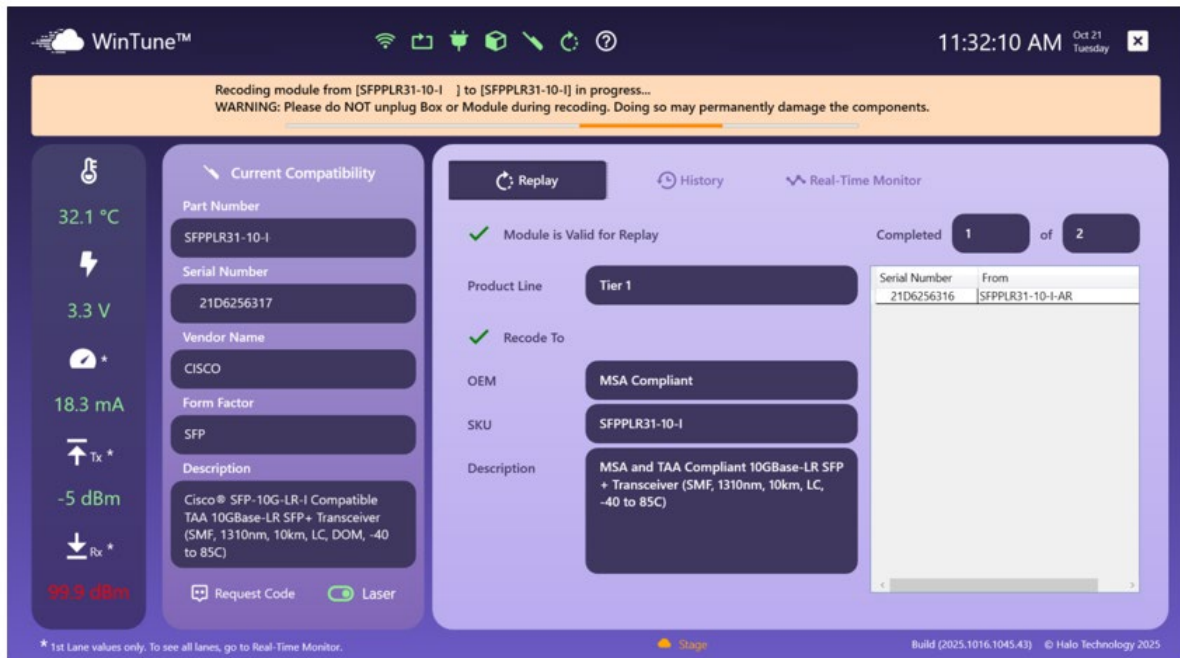 WinTune™
11:32:10 AM
Oct 21
Tuesday
Recoding module from [SFPPLR31-10-I ] to [SFPPLR31-10-I] in progress...
WARNING: Please do NOT unplug Box or Module during recoding. Doing so may permanently damage the components.
32.1 °C
3.3 V
*
18.3 mA
Tx *
-5 dBm
Rx *
99.9 dBm
Current Compatibility
Part Number
SFPPLR31-10-I
Serial Number
21D6256317
Vendor Name
CISCO
Form Factor
SFP
Description
Cisco® SFP-10G-LR-I Compatible
TAA 10GBase-LR SFP+ Transceiver
(SMF, 1310nm, 10km, LC, DOM, -40
to 85C)
Request Code
Laser
Replay
History
Real-Time Monitor
Module is Valid for Replay
Product Line
Tier 1
Recode To
OEM
MSA Compliant
SKU
SFPPLR31-10-I
Description
MSA and TAA Compliant 10GBase-LR SFP
+ Transceiver (SMF, 1310nm, 10km, LC,
-40 to 85C)
Completed 1 of 2
Serial Number From
21D6256316 SFPPLR31-10-I-AR
* 1st Lane values only. To see all lanes, go to Real-Time Monitor.
Stage
Build (2025.1016.1045.43) © Halo Technology 2025